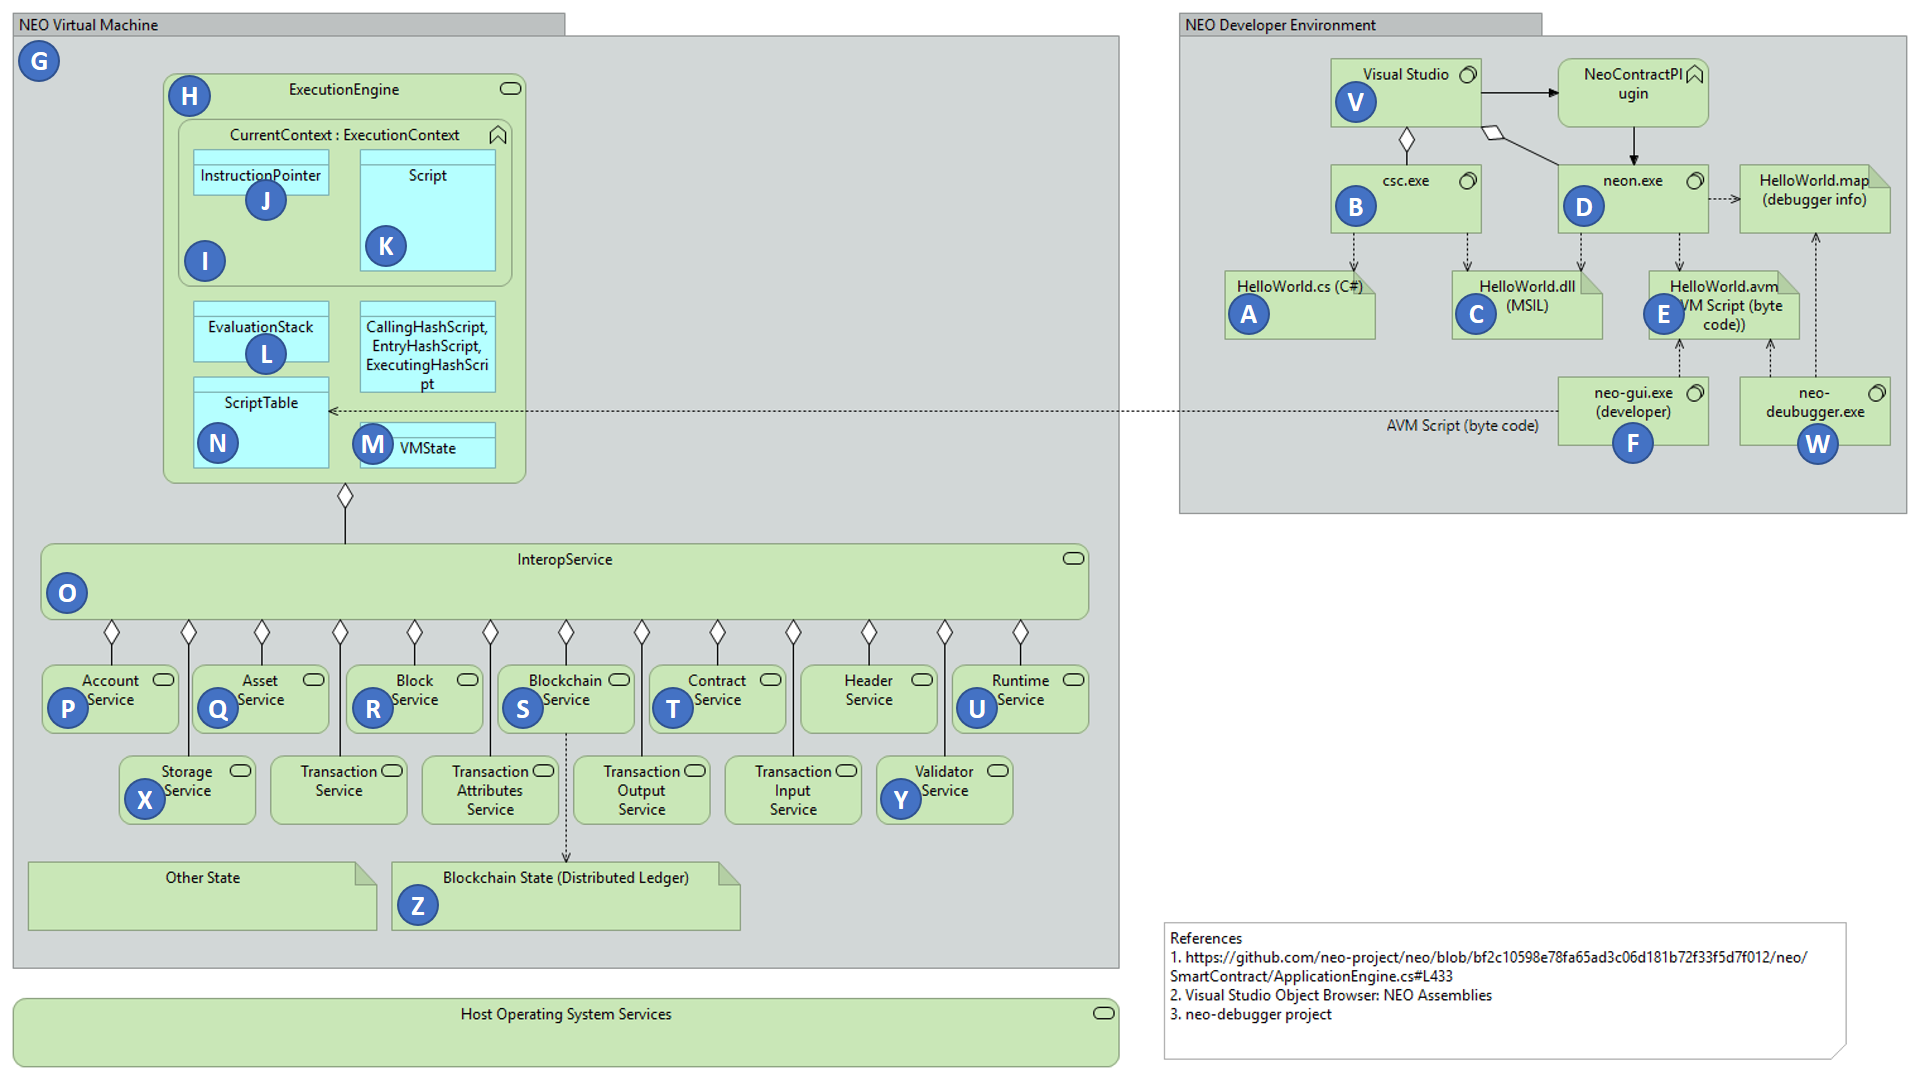 NEO Virtual Machine
G
H
ExecutionEngine
CurrentContext : ExecutionContext
InstructionPointer
J
Script
K
I
EvaluationStack
L
CallingHashScript,
EntryHashScript,
ExecutingHashScri
pt
ScriptTable
N
M
VMState
InteropService
O
Account
Service
P
Asset
Service
Q
Block
Service
R
Blockchain
Service
S
Contract
Service
T
Header
Service
Runtime
Service
U
Storage
Service
X
Transaction
Service
Transaction
Attributes
Service
Transaction
Output
Service
Transaction
Input
Service
Validator
Service
Y
Other State
Blockchain State (Distributed Ledger)
Z
Host Operating System Services
NEO Developer Environment
Visual Studio
V
NeoContractPl
ugin
csc.exe
B
neon.exe
D
HelloWorld.map
(debugger info)
HelloWorld.cs (C#)
A
HelloWorld.dll
(MSIL)
C
HelloWorld.avm
VM Script (byte
code))
E
neo-gui.exe
(developer)
F
neo-
deubugger.exe
W
AVM Script (byte code)
References
1. https://github.com/neo-project/neo/blob/bf2c10598e78fa65ad3c06d181b72f33f5d7f012/neo/
SmartContract/ApplicationEngine.cs#L433
2. Visual Studio Object Browser: NEO Assemblies
3. neo-debugger project